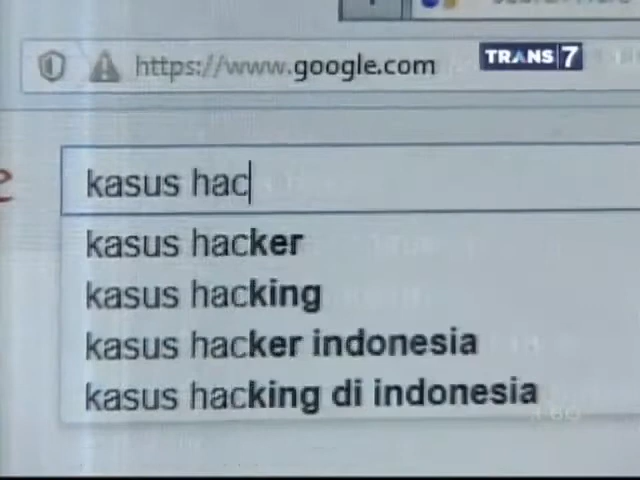 https://www.google.com
TRANS 7
kasus hac
kasus hacker
kasus hacking
kasus hacker indonesia
kasus hacking di indonesia